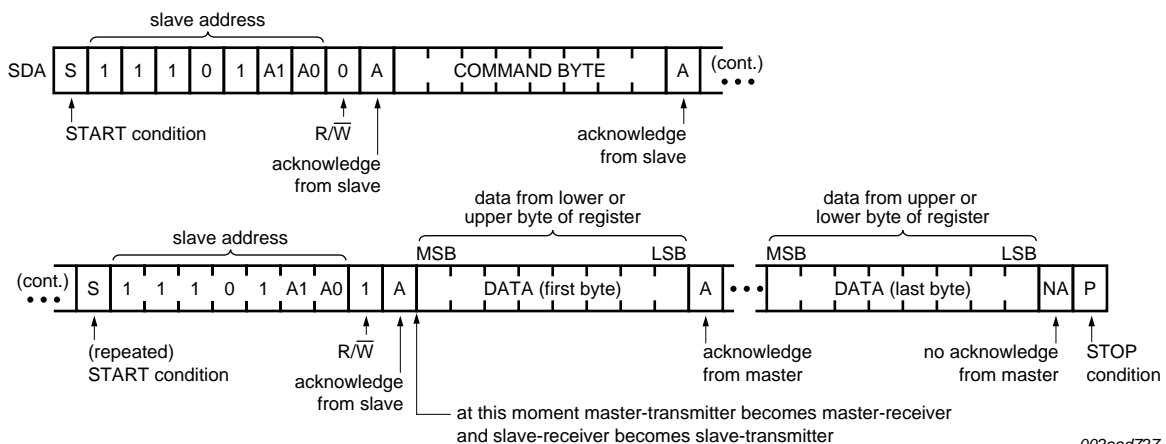 slave address
SDA S 1 1 1 0 1 A1 A0 0 A COMMAND BYTE A (cont.)
START condition
R/W̅
acknowledge
from slave
acknowledge
from slave
data from lower or
upper byte of register
data from upper or
lower byte of register
slave address
MSB LSB MSB LSB
(cont.) S 1 1 1 0 1 A1 A0 1 A DATA (first byte) A DATA (last byte) NA P
(repeated)
START condition
R/W̅
acknowledge
from slave
acknowledge
from master
no acknowledge
from master
STOP
condition
at this moment master-transmitter becomes master-receiver
and slave-receiver becomes slave-transmitter